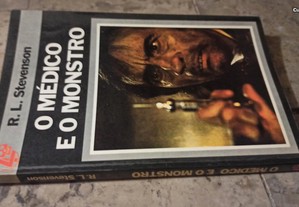 R. L. Stevenson
O MÉDICO
E O MONSTRO
R. L. Stevenson O MÉDICO E O MONSTRO